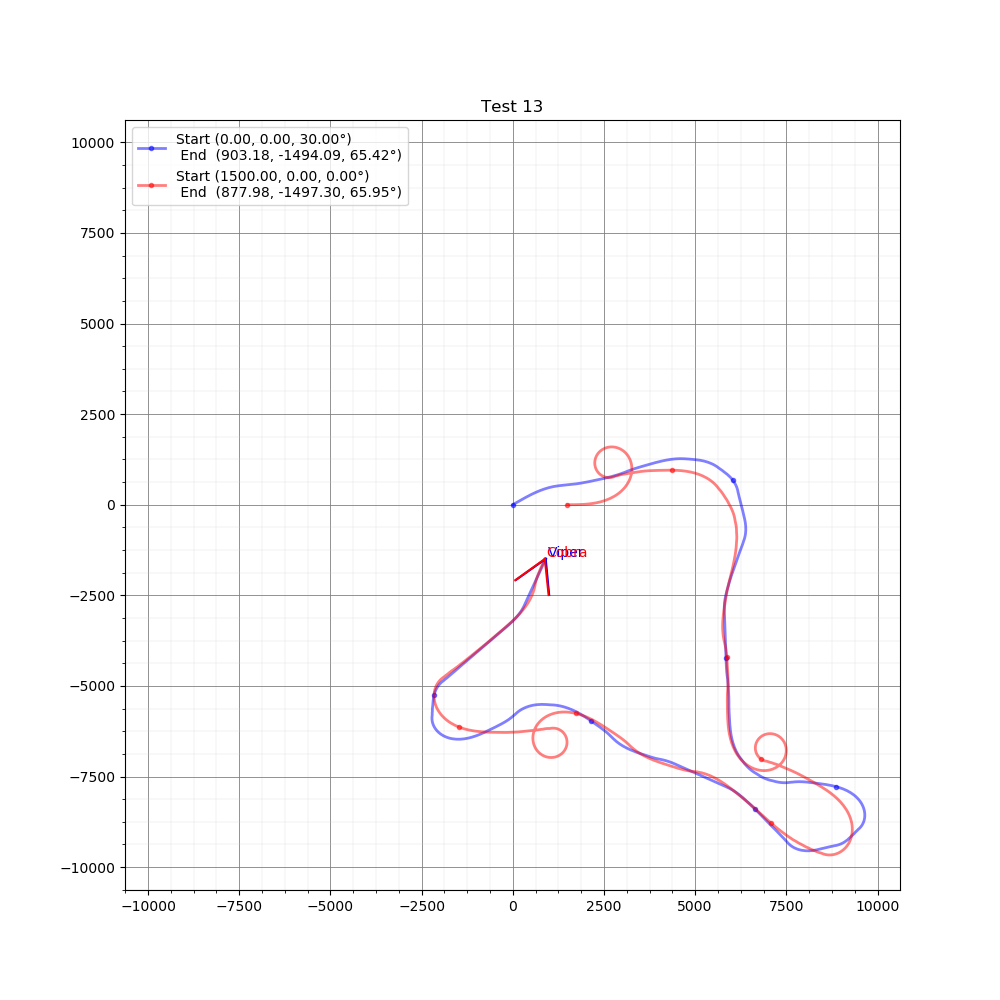 Test 13
Start (0.00, 0.00, 30.00°)
End (903.18, -1494.09, 65.42°)
Start (1500.00, 0.00, 0.00°)
End (877.98, -1497.30, 65.95°)
10000
7500
5000
2500
0
−2500
−5000
−7500
−10000
Viper
Cobra
−10000 −7500 −5000 −2500 0 2500 5000 7500 10000